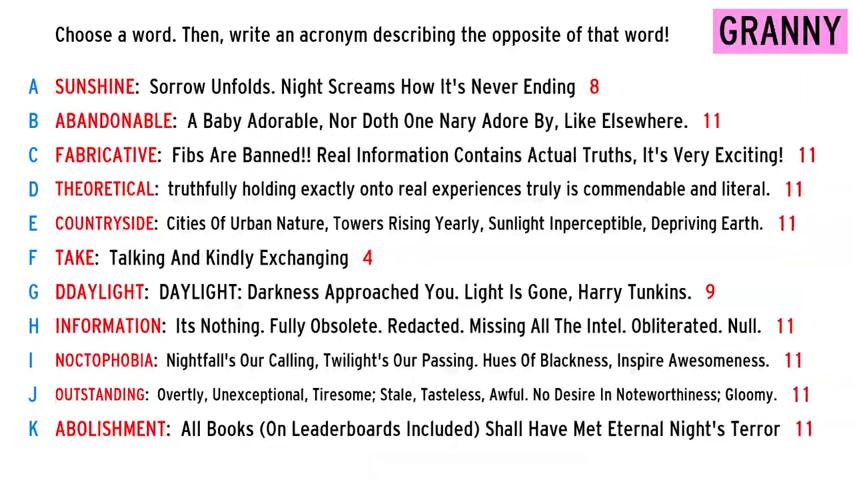 Choose a word. Then, write an acronym describing the opposite of that word!
GRANNY
A SUNSHINE: Sorrow Unfolds. Night Screams How It's Never Ending 8
B ABANDONABLE: A Baby Adorable, Nor Doth One Nary Adore By, Like Elsewhere. 11
C FABRICATIVE: Fibs Are Banned!! Real Information Contains Actual Truths, It's Very Exciting! 11
D THEORETICAL: truthfully holding exactly onto real experiences truly is commendable and literal. 11
E COUNTRYSIDE: Cities Of Urban Nature, Towers Rising Yearly, Sunlight Inperceptible, Depriving Earth. 11
F TAKE: Talking And Kindly Exchanging 4
G DDAYLIGHT: DAYLIGHT: Darkness Approached You. Light Is Gone, Harry Tunkins. 9
H INFORMATION: Its Nothing. Fully Obsolete. Redacted. Missing All The Intel. Obliterated. Null. 11
I NOCTOPHOBIA: Nightfall's Our Calling, Twilight's Our Passing. Hues Of Blackness, Inspire Awesomeness. 11
J OUTSTANDING: Overtly, Unexceptional, Tiresome; Stale, Tasteless, Awful. No Desire In Noteworthiness; Gloomy. 11
K ABOLISHMENT: All Books (On Leaderboards Included) Shall Have Met Eternal Night's Terror 11